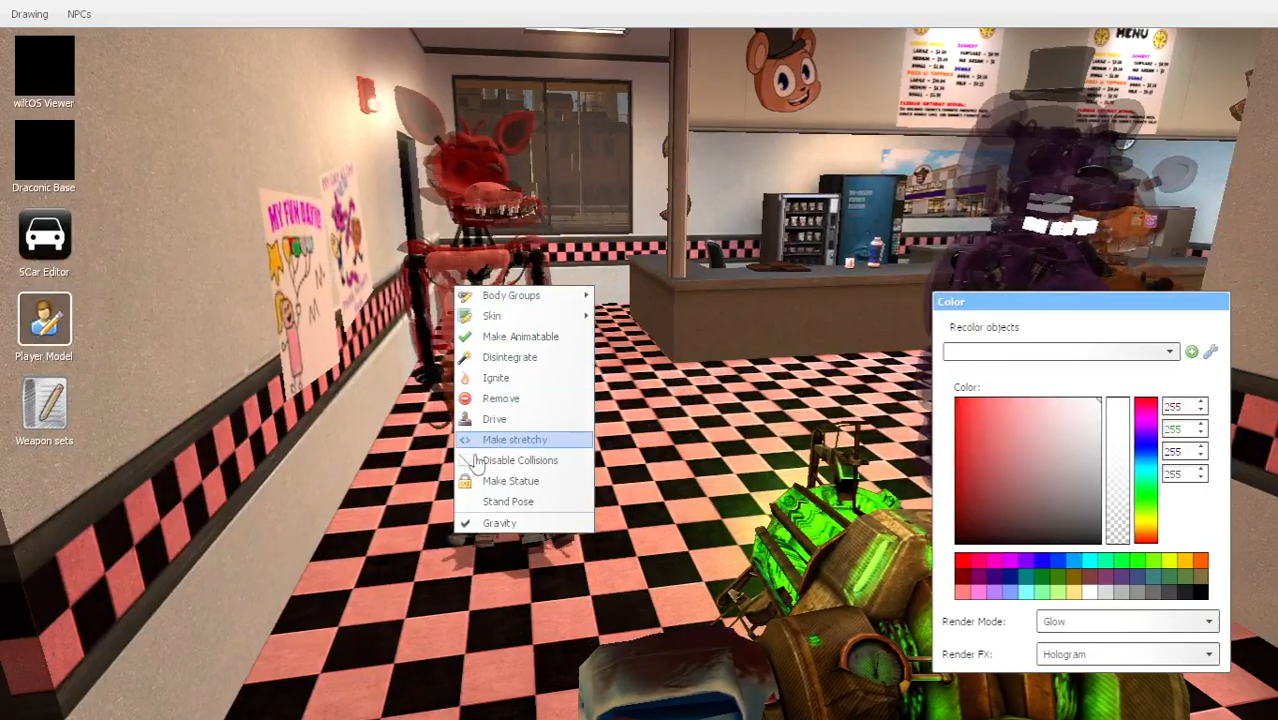 Drawing NPCs
wiltOS Viewer
Draconic Base
SCar Editor
Player Model
Weapon sets
MY FUN DAY!!
MENU
Body Groups
Skin
Make Animatable
Disintegrate
Ignite
Remove
Drive
Make stretchy
Disable Collisions
Make Statue
Stand Pose
Gravity
Color
Recolor objects
Color:
255
255
255
255
Render Mode: Glow
Render FX: Hologram